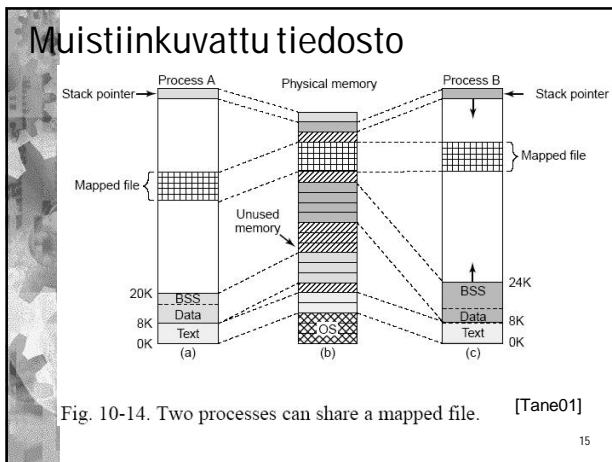 Muistiinkuvattu tiedosto
Process A
Physical memory
Process B
Stack pointer
Stack pointer
Mapped file
Mapped file
Unused
memory
20K
BSS
Data
8K
Text
0K
(a)
OS
(b)
24K
BSS
Data
8K
Text
0K
(c)
Fig. 10-14. Two processes can share a mapped file.
[Tane01]
15